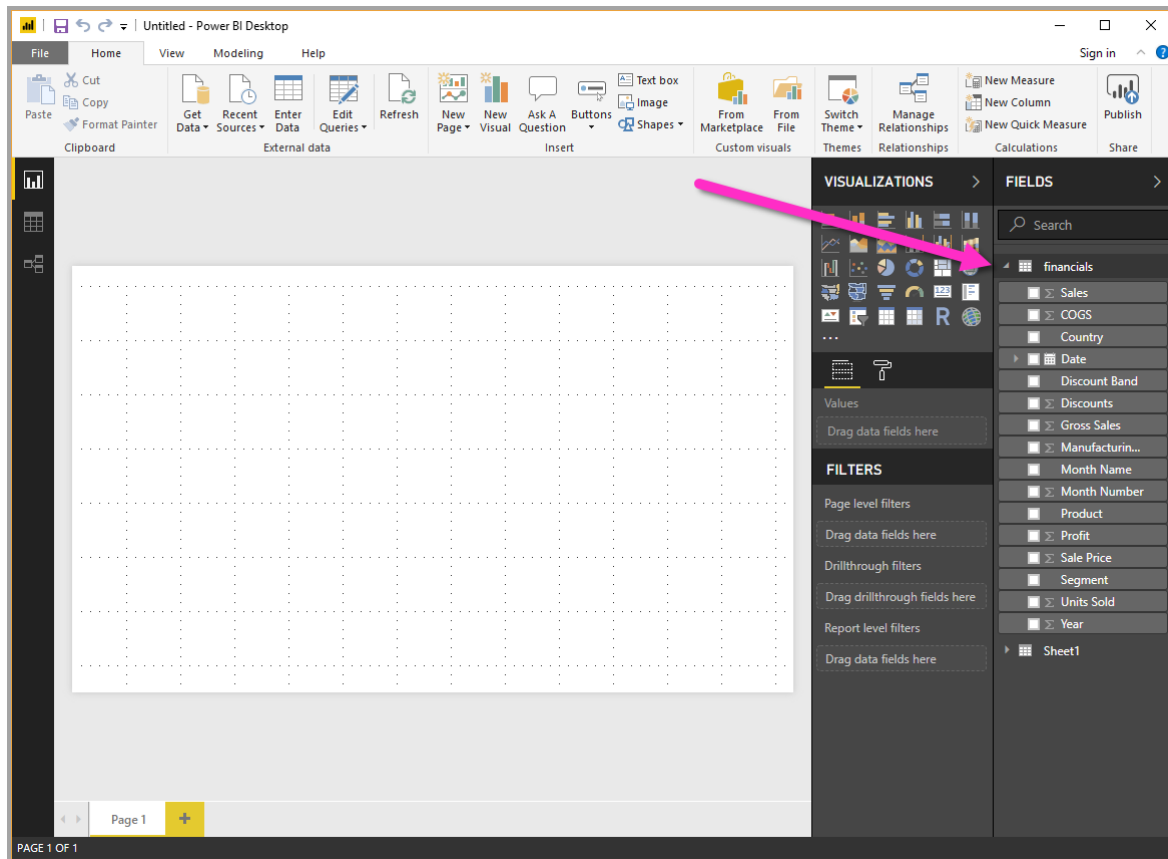 Untitled - Power BI Desktop
File Home View Modeling Help Sign in
Paste
Cut
Copy
Format Painter
Clipboard
Get Data
Recent Sources
Enter Data
Edit Queries
External data
Refresh
New Page
New Visual
Ask A Question
Buttons
Text box
Image
Shapes
Insert
From Marketplace
From File
Custom visuals
Switch Theme
Themes
Manage Relationships
Relationships
New Measure
New Column
New Quick Measure
Calculations
Publish
Share
VISUALIZATIONS
123
R
Values
Drag data fields here
FILTERS
Page level filters
Drag data fields here
Drillthrough filters
Drag drillthrough fields here
Report level filters
Drag data fields here
FIELDS
Search
financials
Σ Sales
Σ COGS
Country
Date
Discount Band
Σ Discounts
Σ Gross Sales
Σ Manufacturin...
Month Name
Σ Month Number
Product
Σ Profit
Σ Sale Price
Segment
Σ Units Sold
Σ Year
Sheet1
Page 1
PAGE 1 OF 1